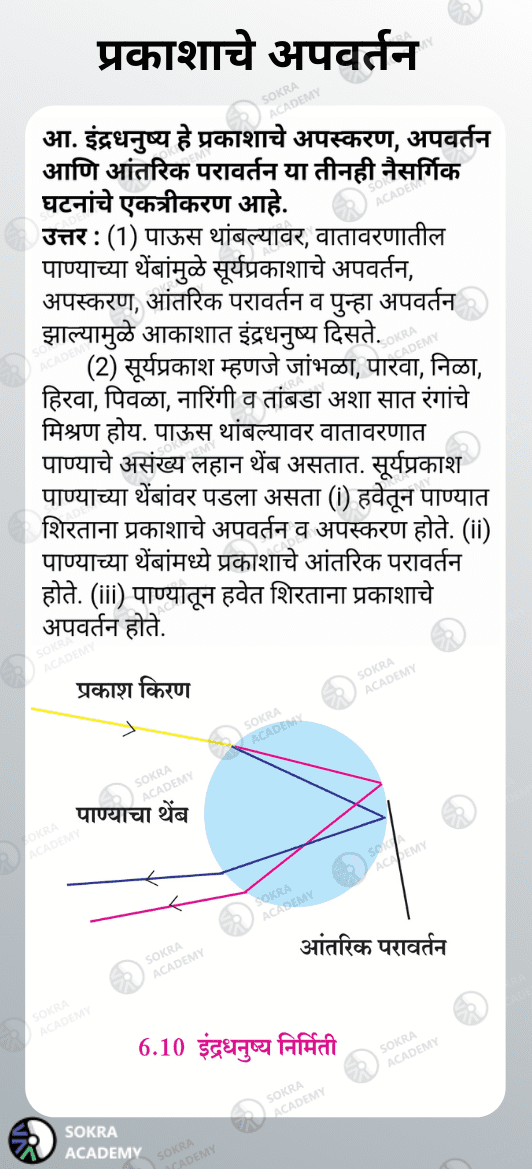 प्रकाशाचे अपवर्तन
आ. इंद्रधनुष्य हे प्रकाशाचे अपस्करण, अपवर्तन
आणि आंतरिक परावर्तन या तीनही नैसर्गिक
घटनांचे एकत्रीकरण आहे.
उत्तर : (1) पाऊस थांबल्यावर, वातावरणातील
पाण्याच्या थेंबांमुळे सूर्यप्रकाशाचे अपवर्तन,
अपस्करण, आंतरिक परावर्तन व पुन्हा अपवर्तन
झाल्यामुळे आकाशात इंद्रधनुष्य दिसते.
(2) सूर्यप्रकाश म्हणजे जांभळा, पारवा, निळा,
हिरवा, पिवळा, नारिंगी व तांबडा अशा सात रंगांचे
मिश्रण होय. पाऊस थांबल्यावर वातावरणात
पाण्याचे असंख्य लहान थेंब असतात. सूर्यप्रकाश
पाण्याच्या थेंबांवर पडला असता (i) हवेतून पाण्यात
शिरताना प्रकाशाचे अपवर्तन व अपस्करण होते. (ii)
पाण्याच्या थेंबांमध्ये प्रकाशाचे आंतरिक परावर्तन
होते. (iii) पाण्यातून हवेत शिरताना प्रकाशाचे
अपवर्तन होते.
प्रकाश किरण
पाण्याचा थेंब
आंतरिक परावर्तन
6.10 इंद्रधनुष्य निर्मिती
SOKRA
ACADEMY